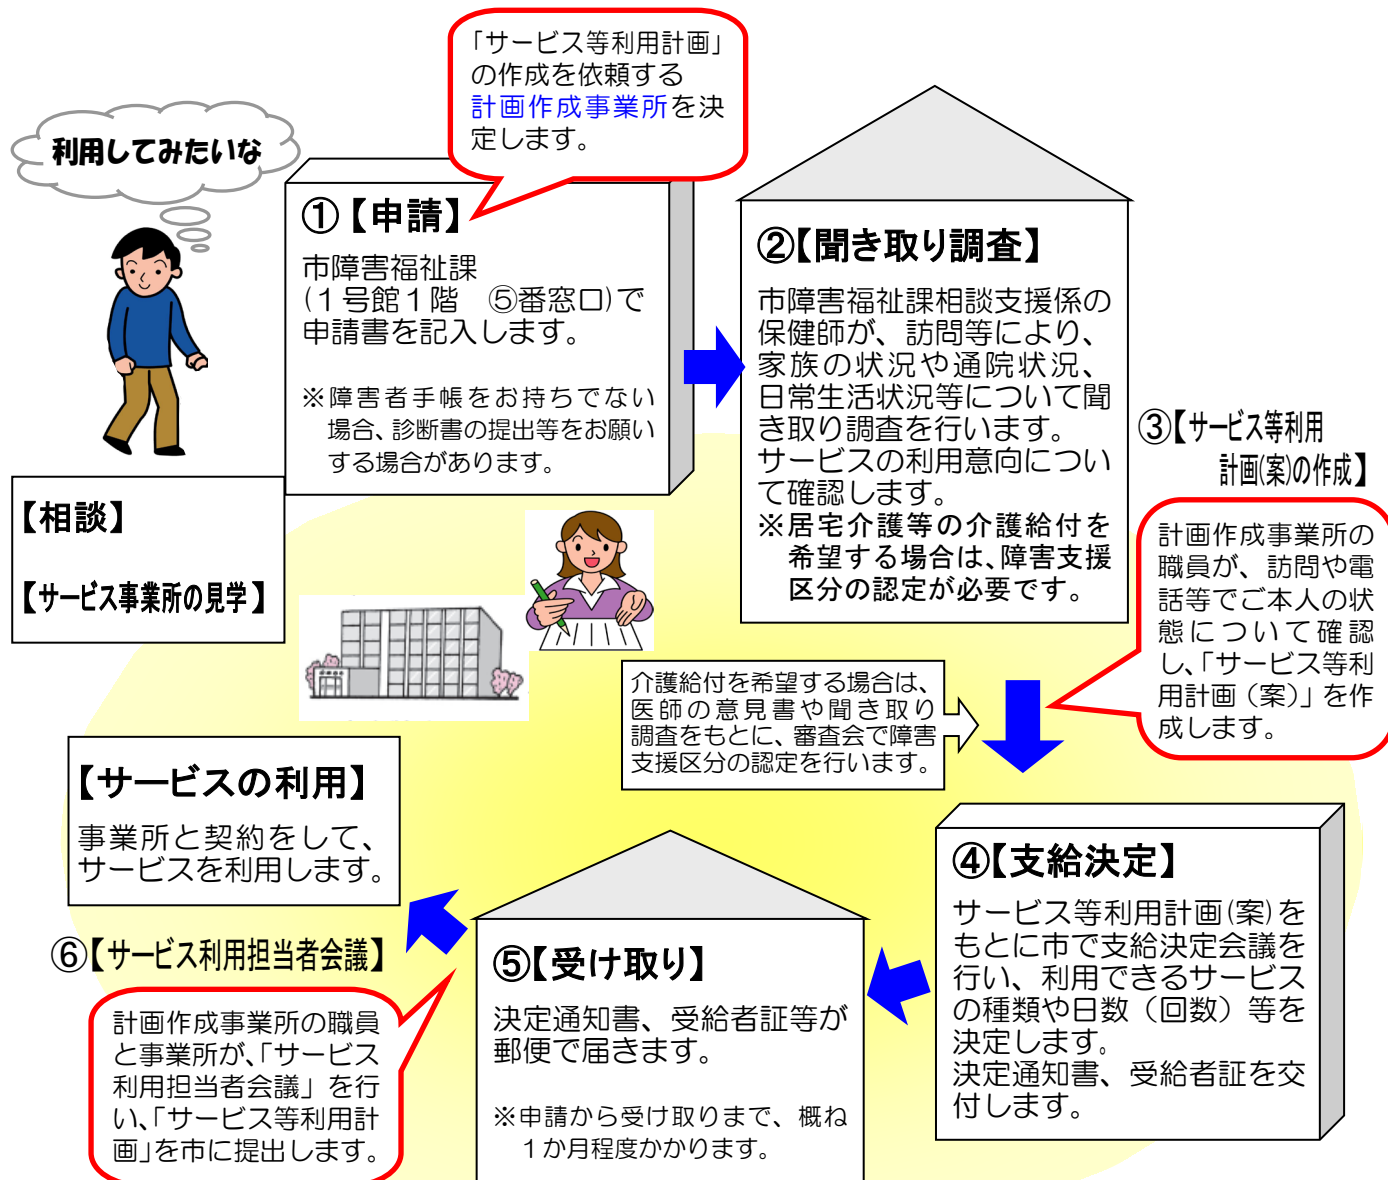 利用してみたいな
「サービス等利用計画」
の作成を依頼する
計画作成事業所を決
定します。
①【申請】
市障害福祉課
(１号館１階　⑤番窓口)で
申請書を記入します。
※障害者手帳をお持ちでない
場合、診断書の提出等をお願い
する場合があります。
②【聞き取り調査】
市障害福祉課相談支援係の
保健師が、訪問等により、
家族の状況や通院状況、
日常生活状況等について聞
き取り調査を行います。
サービスの利用意向につい
て確認します。
※居宅介護等の介護給付を
希望する場合は、障害支援
区分の認定が必要です。
③【サービス等利用
計画(案)の作成】
計画作成事業所の
職員が、訪問や電
話等でご本人の状
態について確認
し、「サービス等利
用計画（案）」を作
成します。
【相談】
【サービス事業所の見学】
介護給付を希望する場合は、
医師の意見書や聞き取り
調査をもとに、審査会で障害
支援区分の認定を行います。
④【支給決定】
サービス等利用計画(案)を
もとに市で支給決定会議を
行い、利用できるサービス
の種類や日数（回数）等を
決定します。
決定通知書、受給者証を交
付します。
⑤【受け取り】
決定通知書、受給者証等が
郵便で届きます。
※申請から受け取りまで、概ね
１か月程度かかります。
【サービスの利用】
事業所と契約をして、
サービスを利用します。
⑥【サービス利用担当者会議】
計画作成事業所の職員
と事業所が、「サービス
利用担当者会議」を行
い、「サービス等利用計
画」を市に提出します。